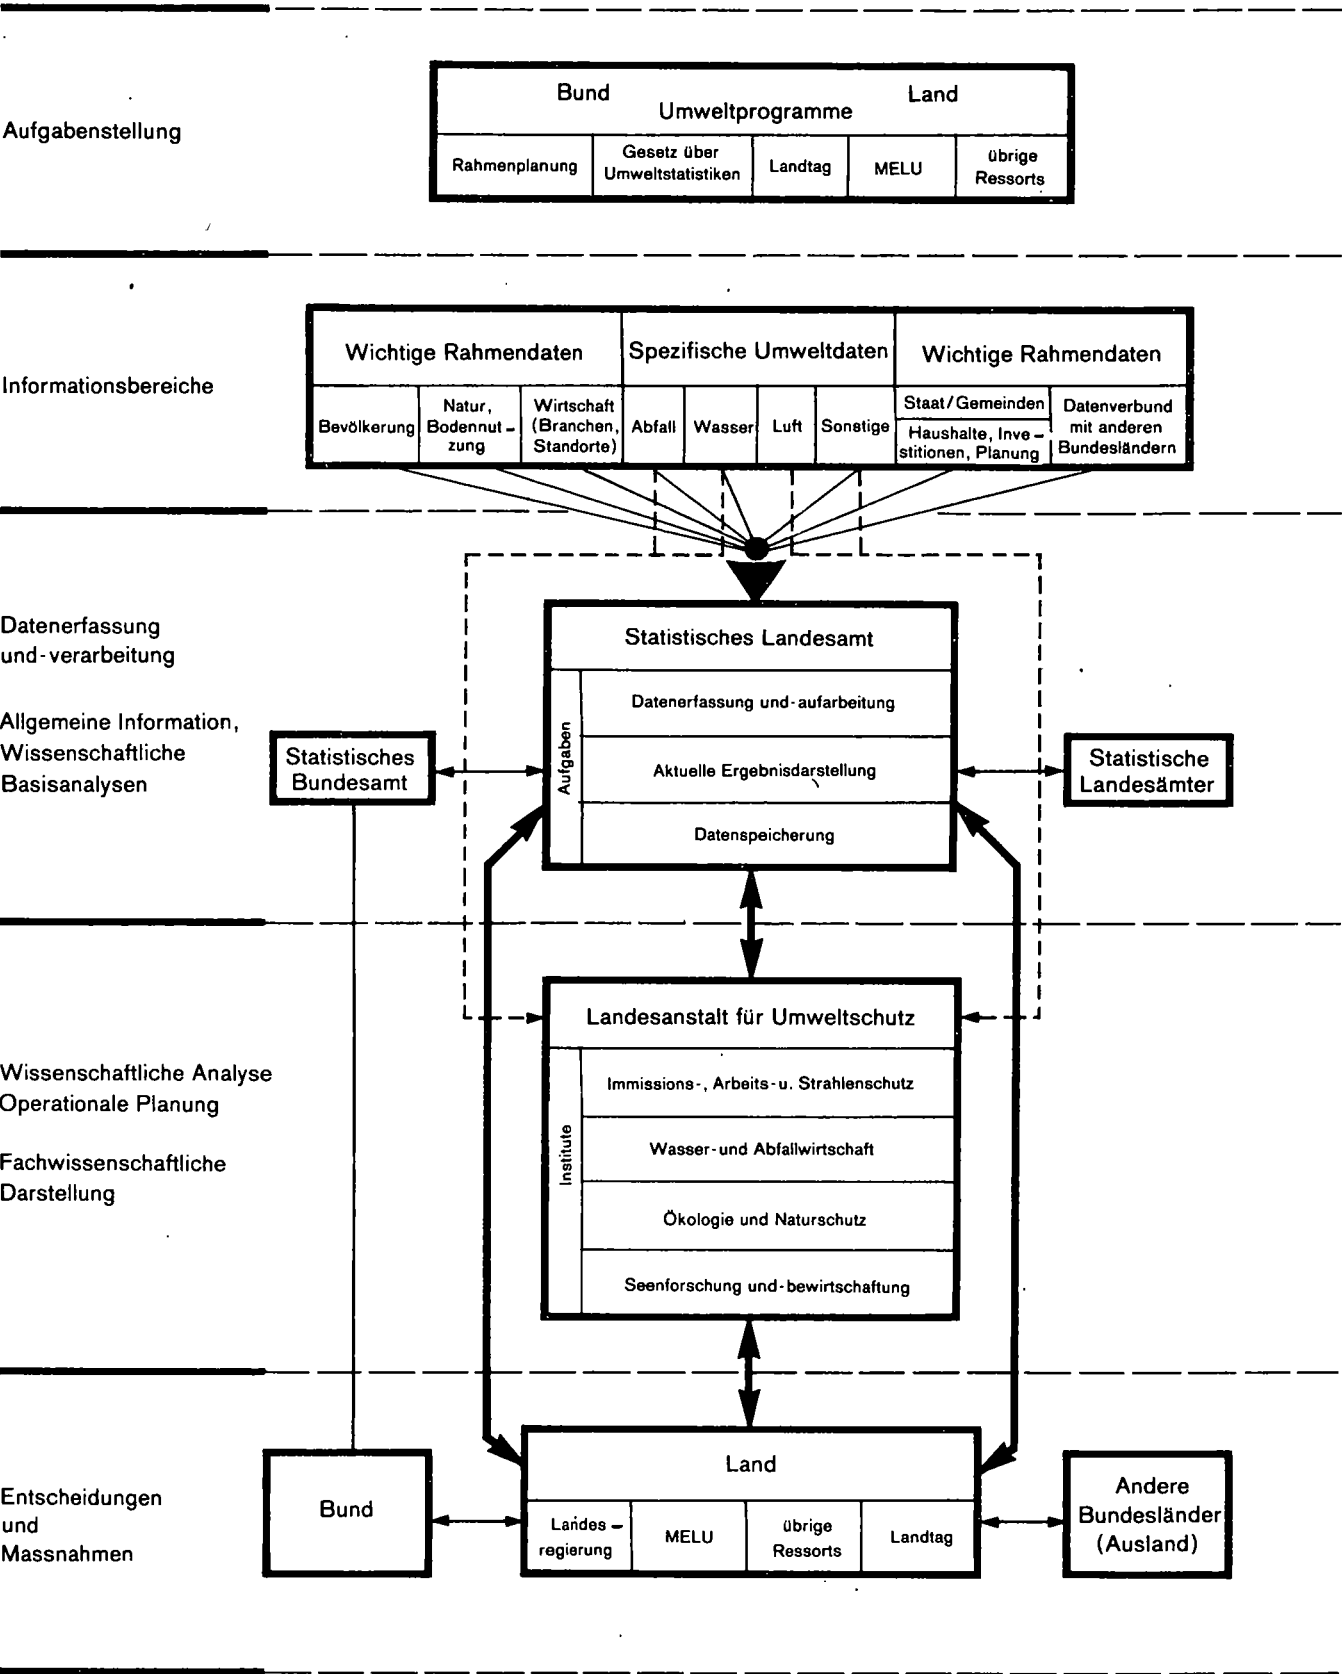 Aufgabenstellung
Bund
Land
Umweltprogramme
Rahmenplanung
Gesetz über
Umweltstatistiken
Landtag
MELU
übrige
Ressorts
Informationsbereiche
Wichtige Rahmendaten
Spezifische Umweltdaten
Wichtige Rahmendaten
Bevölkerung
Natur,
Bodennut-
zung
Wirtschaft
(Branchen,
Standorte)
Abfall
Wasser
Luft
Sonstige
Staat/Gemeinden
Haushalte, Inve-
stitionen, Planung
Datenverbund
mit anderen
Bundesländern
Datenerfassung
und-verarbeitung
Allgemeine Information,
Wissenschaftliche
Basisanalysen
Statistisches Landesamt
Aufgaben
Datenerfassung und-aufarbeitung
Aktuelle Ergebnisdarstellung
Datenspeicherung
Statistisches
Bundesamt
Statistische
Landesämter
Wissenschaftliche Analyse
Operationale Planung
Fachwissenschaftliche
Darstellung
Landesanstalt für Umweltschutz
Institute
Immissions-, Arbeits-u. Strahlenschutz
Wasser-und Abfallwirtschaft
Ökologie und Naturschutz
Seenforschung und-bewirtschaftung
Entscheidungen
und
Massnahmen
Bund
Land
Landes-
regierung
MELU
übrige
Ressorts
Landtag
Andere
Bundesländer
(Ausland)